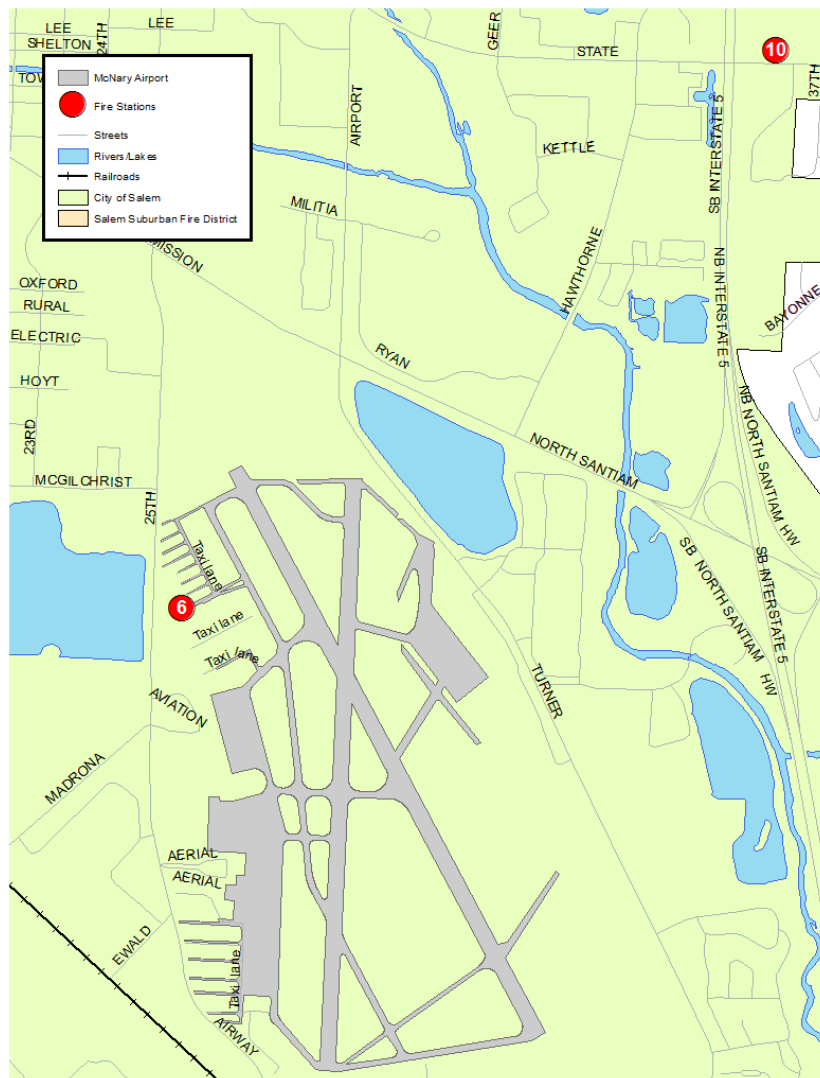 LEE
LEE
SHELTON
24TH
GEER
STATE
10
37TH
McNary Airport
Fire Stations
Streets
Rivers/Lakes
Railroads
City of Salem
Salem Suburban Fire District
AIRPORT
KETTLE
SB INTERSTATE 5
MILITIA
MISSION
HAWTHORNE
NB INTERSTATE 5
OXFORD
RURAL
ELECTRIC
HOYT
BAYONNE
RYAN
23RD
NB NORTH SANTIAM HW
NORTH SANTIAM
MCGILCHRIST
25TH
Taxi lane
6
Taxi lane
Taxi lane
SB NORTH SANTIAM HW
SB INTERSTATE 5
TURNER
AVIATION
MADRONA
AERIAL
AERIAL
EWALD
Taxi lane
AIRWAY